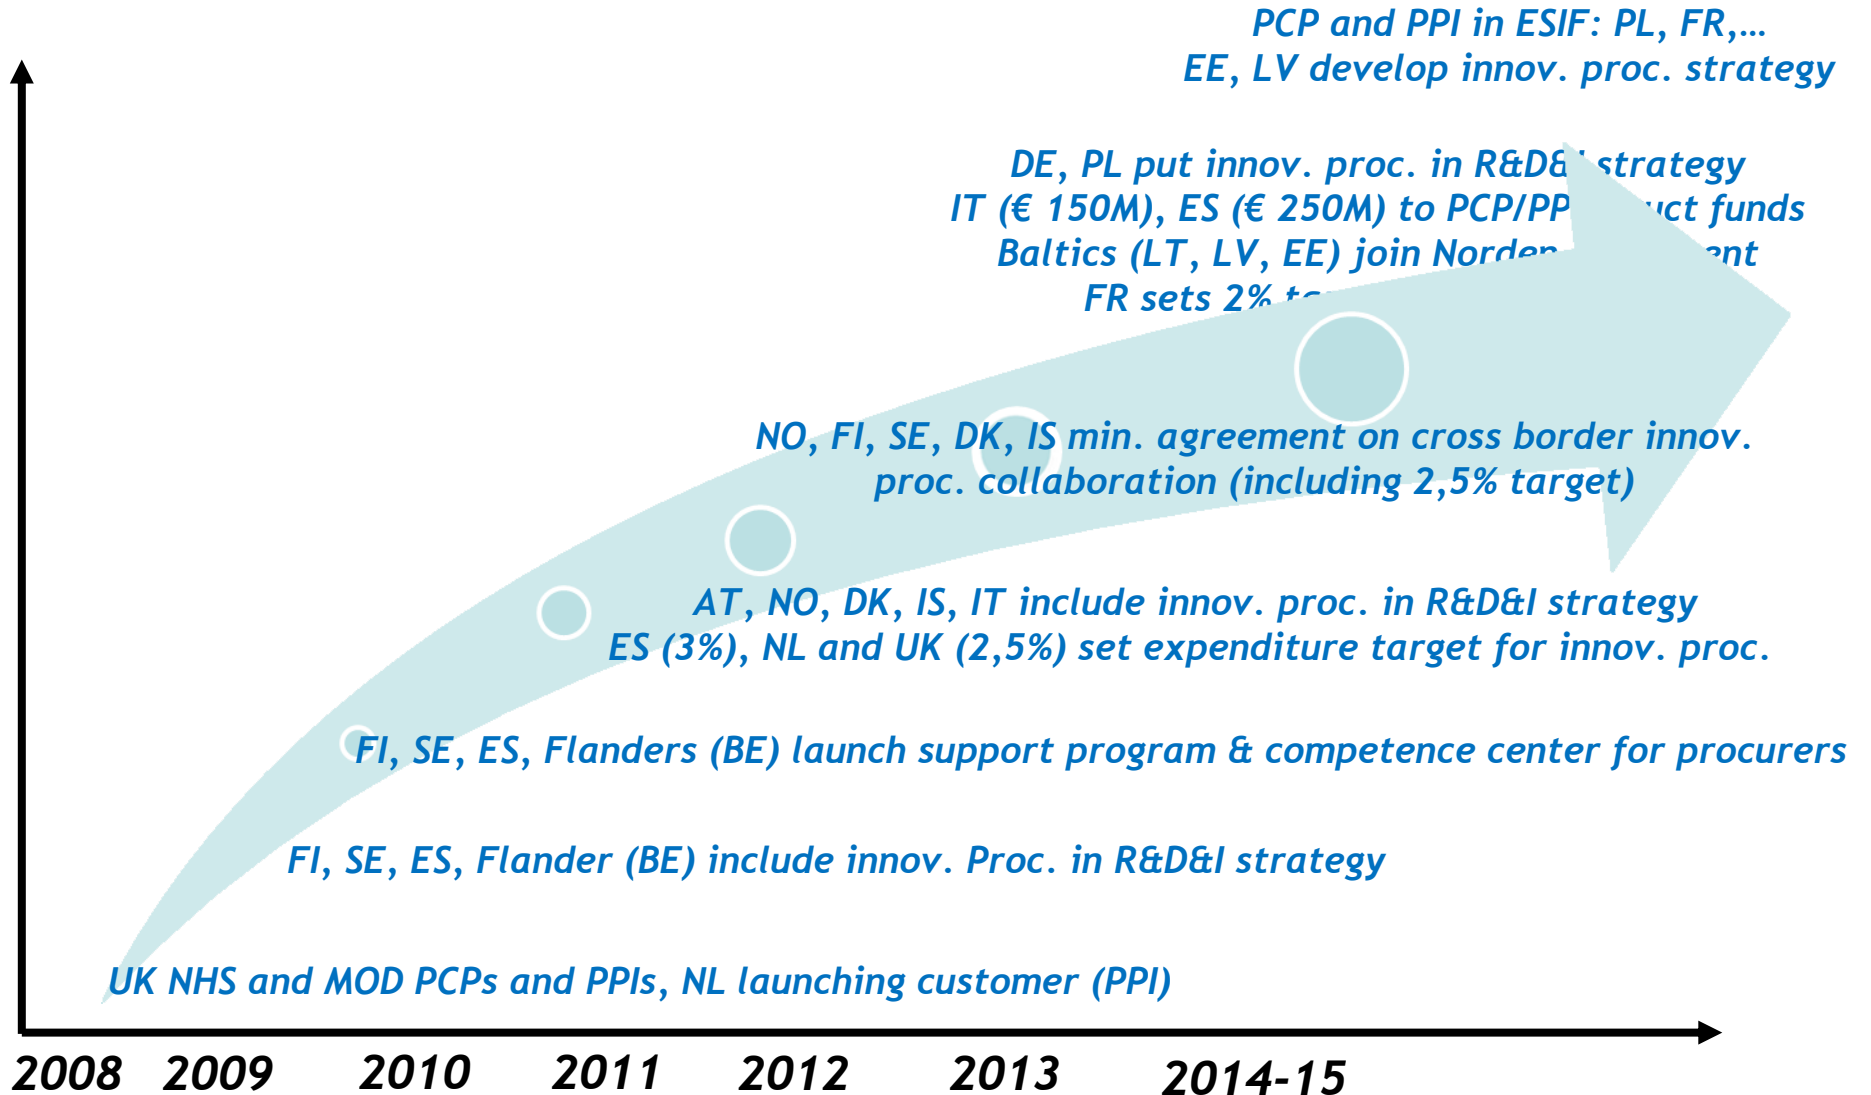 PCP and PPI in ESIF: PL, FR,…
EE, LV develop innov. proc. strategy
DE, PL put innov. proc. in R&D&I strategy
IT (€ 150M), ES (€ 250M) to PCP/PP funds
Baltics (LT, LV, EE) join
FR sets 2%
NO, FI, SE, DK, IS min. agreement on cross border innov.
proc. collaboration (including 2,5% target)
AT, NO, DK, IS, IT include innov. proc. in R&D&I strategy
ES (3%), NL and UK (2,5%) set expenditure target for innov. proc.
FI, SE, ES, Flanders (BE) launch support program & competence center for procurers
FI, SE, ES, Flander (BE) include innov. Proc. in R&D&I strategy
UK NHS and MOD PCPs and PPIs, NL launching customer (PPI)
2008 2009 2010 2011 2012 2013 2014-15